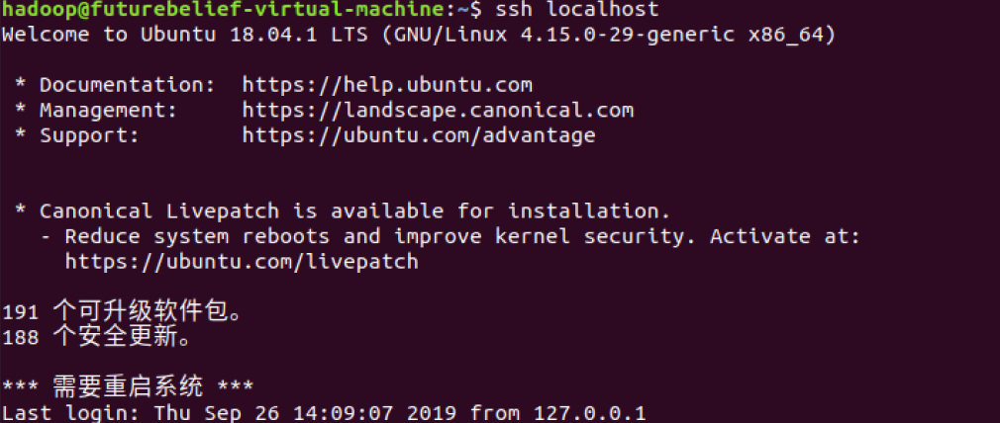 hadoop@futurebelief-virtual-machine:~$ ssh localhost
Welcome to Ubuntu 18.04.1 LTS (GNU/Linux 4.15.0-29-generic x86_64)
* Documentation:  https://help.ubuntu.com
* Management:     https://landscape.canonical.com
* Support:        https://ubuntu.com/advantage
* Canonical Livepatch is available for installation.
- Reduce system reboots and improve kernel security. Activate at:
https://ubuntu.com/livepatch
191 个可升级软件包。
188 个安全更新。
*** 需要重启系统 ***
Last login: Thu Sep 26 14:09:07 2019 from 127.0.0.1